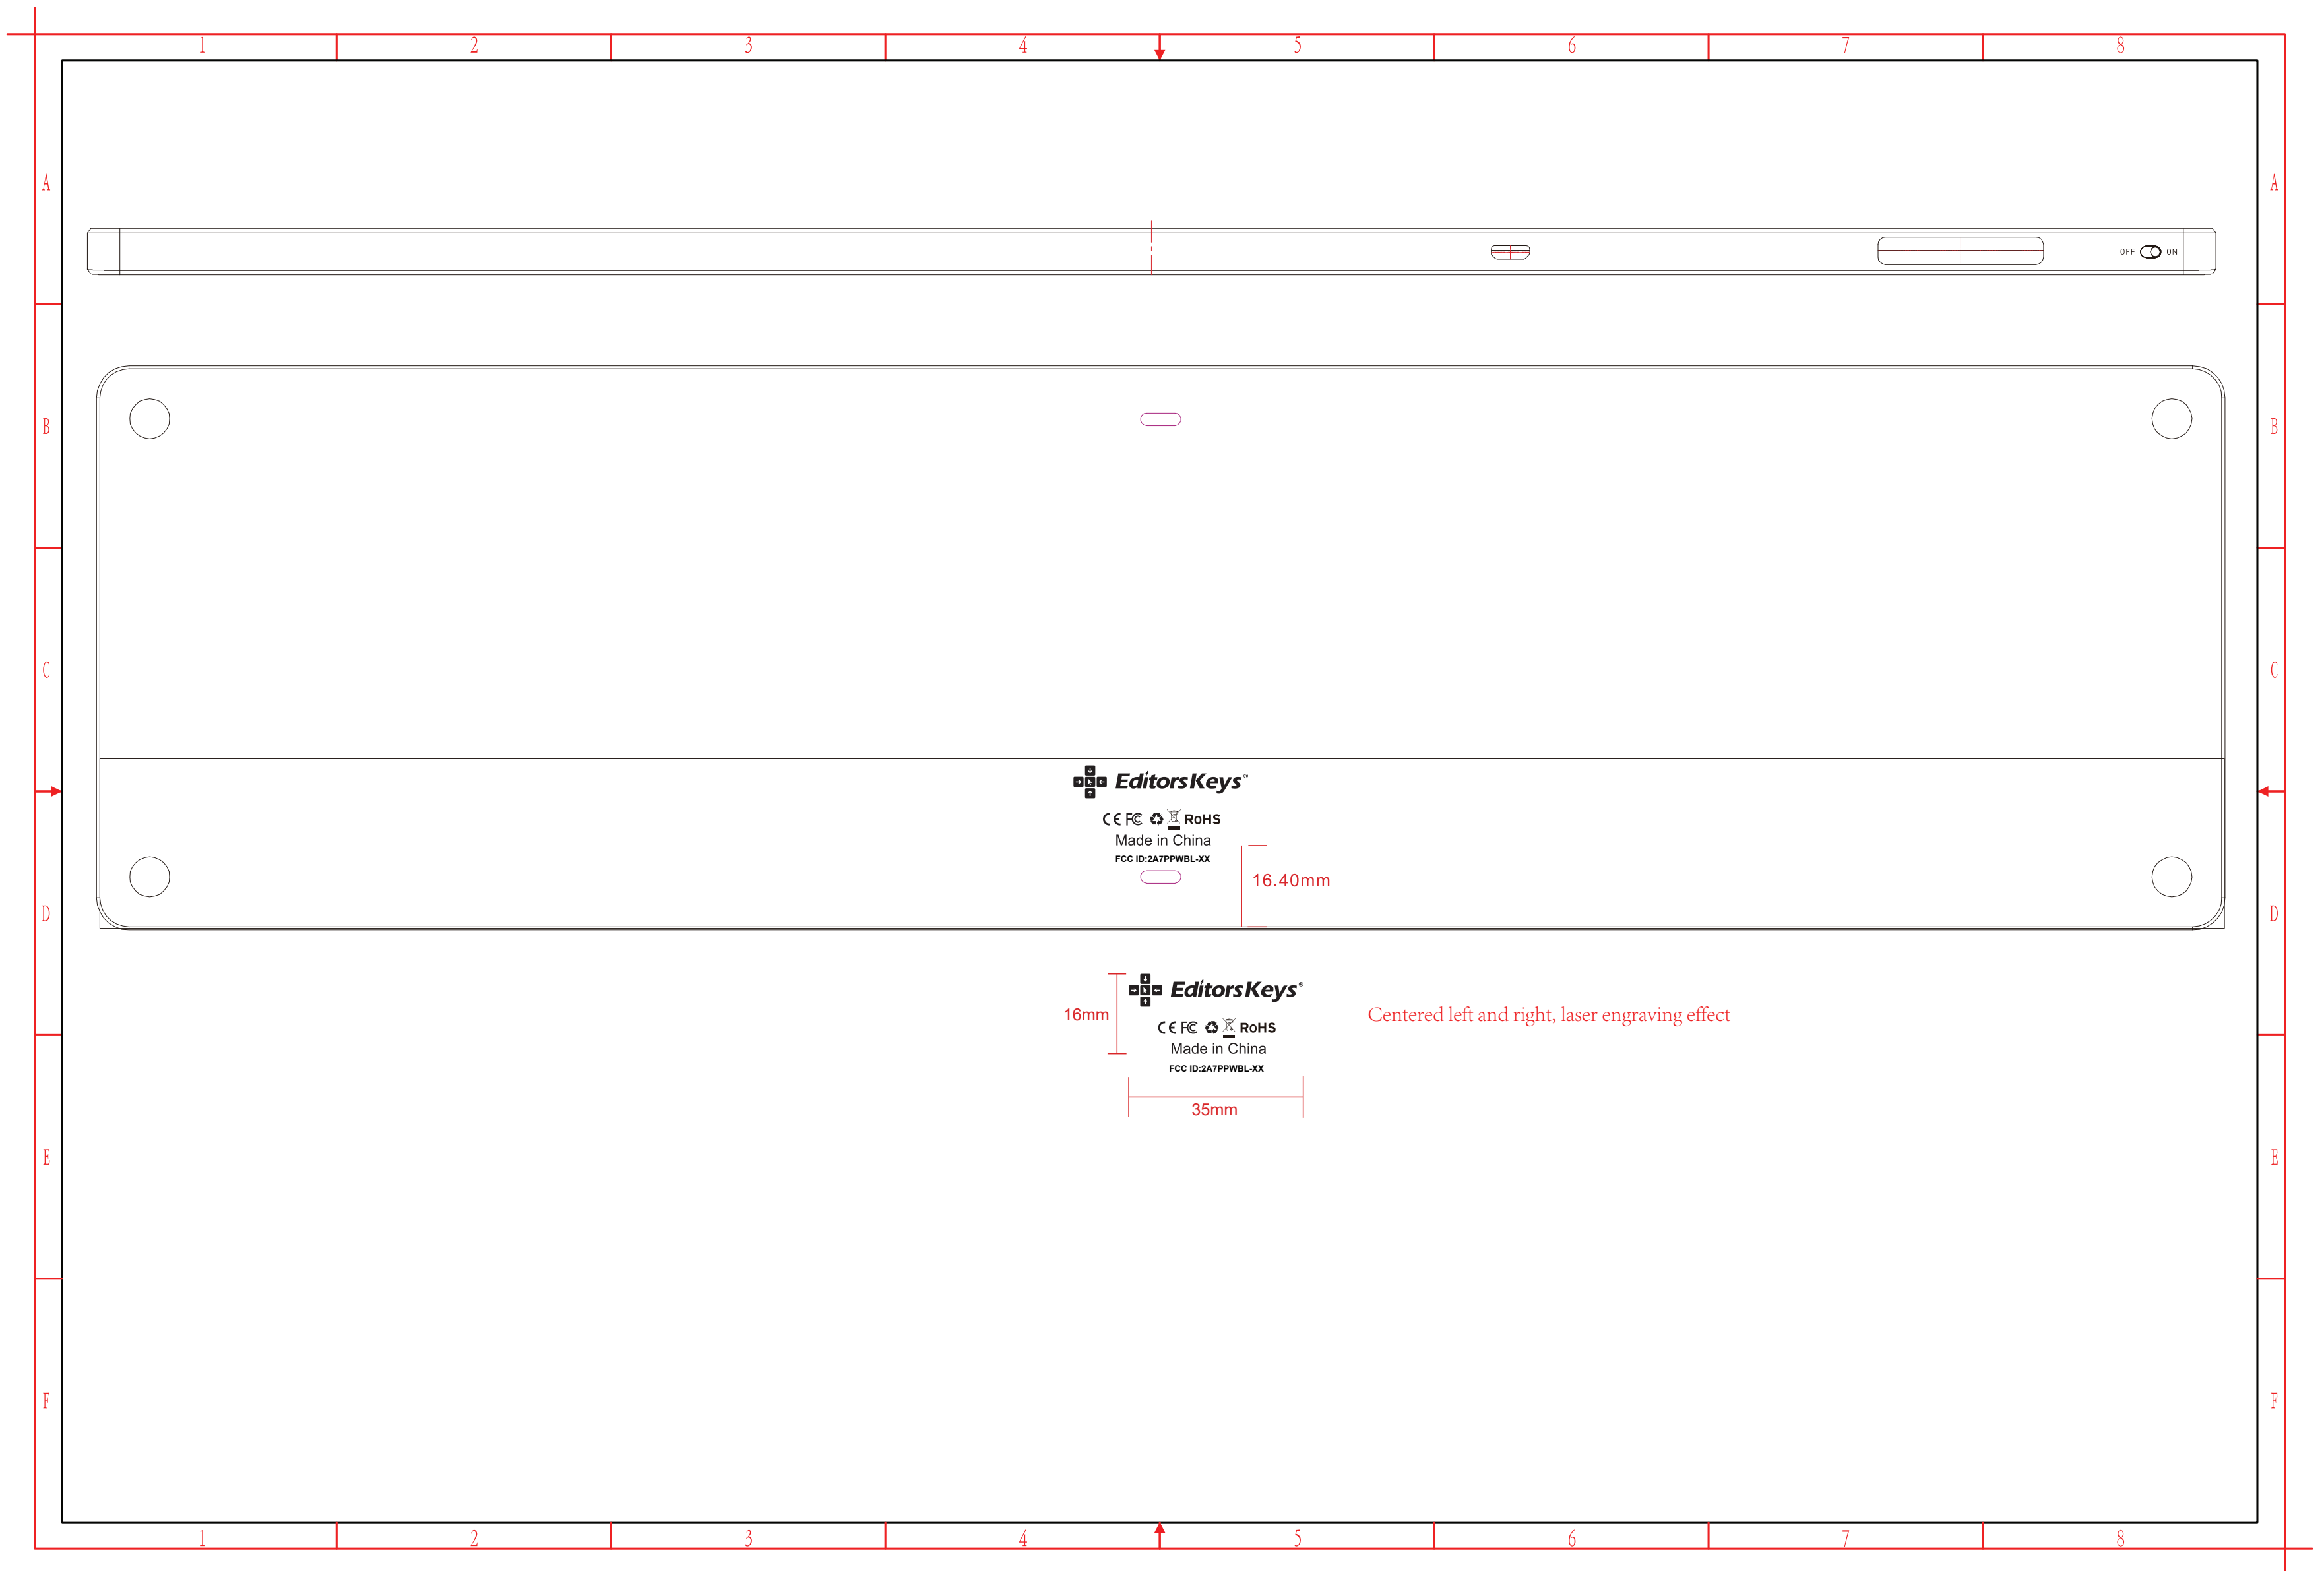 1 2 3 4 5 6 7 8
A A
OFF ON
B B
C C
EditorsKeys®
CE FC RoHS
Made in China
FCC ID:2A7PPWBL-XX
16.40mm
D D
EditorsKeys®
16mm
Centered left and right, laser engraving effect
CE FC RoHS
Made in China
FCC ID:2A7PPWBL-XX
35mm
E E
F F
1 2 3 4 5 6 7 8